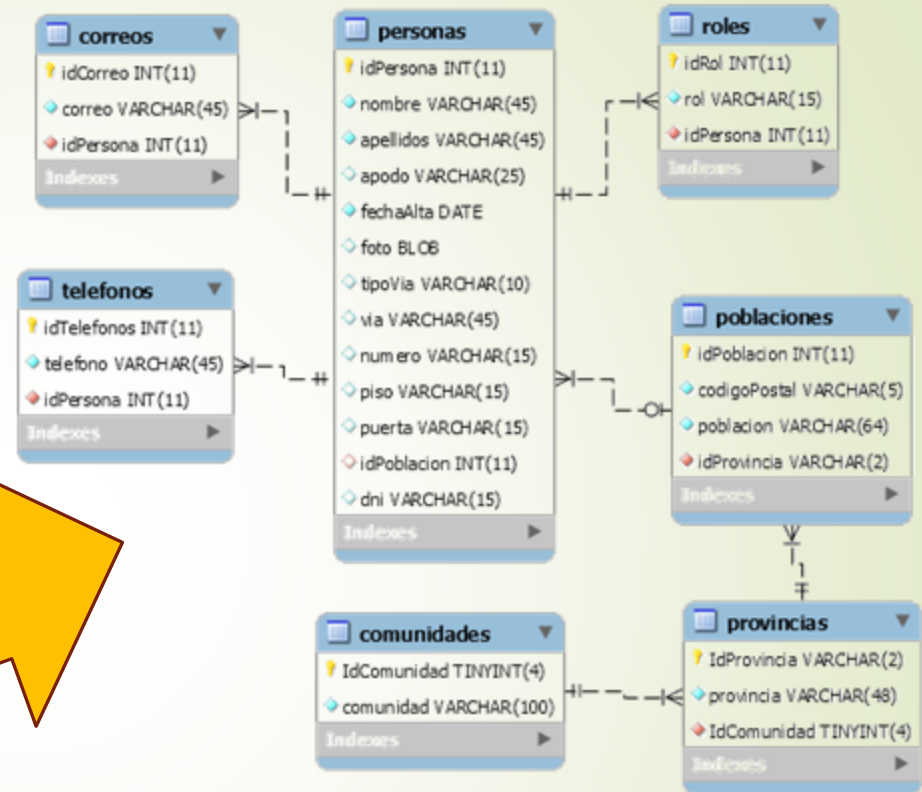 correos
idCorreo INT(11)
correo VARCHAR(45)
idPersona INT(11)
Indexes
personas
idPersona INT(11)
nombre VARCHAR(45)
apellidos VARCHAR(45)
apodo VARCHAR(25)
fechaAlta DATE
foto BLOB
tipoVia VARCHAR(10)
via VARCHAR(45)
numero VARCHAR(15)
piso VARCHAR(15)
puerta VARCHAR(15)
idPoblacion INT(11)
dni VARCHAR(15)
Indexes
roles
idRol INT(11)
rol VARCHAR(15)
idPersona INT(11)
Indexes
telefonos
idTelefonos INT(11)
telefono VARCHAR(45)
idPersona INT(11)
Indexes
poblaciones
idPoblacion INT(11)
codigoPostal VARCHAR(5)
poblacion VARCHAR(64)
idProvincia VARCHAR(2)
Indexes
comunidades
IdComunidad TINYINT(4)
comunidad VARCHAR(100)
Indexes
provincias
IdProvincia VARCHAR(2)
provincia VARCHAR(48)
IdComunidad TINYINT(4)
Indexes